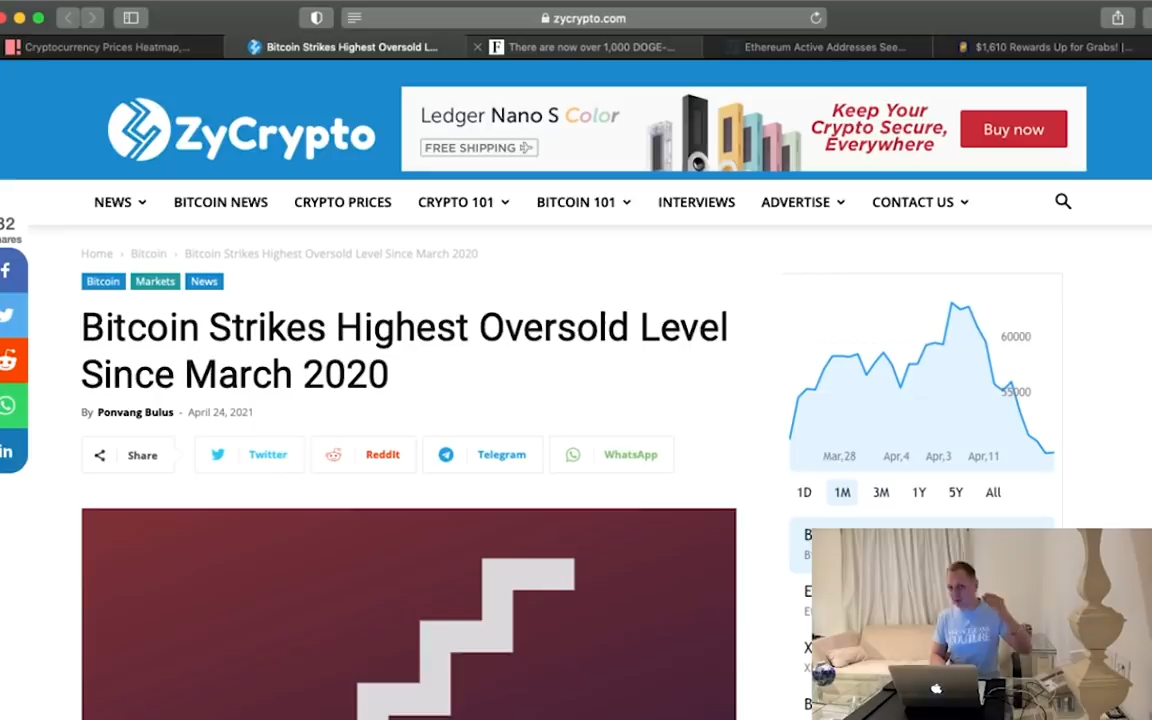 zycrypto.com
Cryptocurrency Prices Heatmap,...
Bitcoin Strikes Highest Oversold L...
There are now over 1,000 DOGE-...
Ethereum Active Addresses See...
$1,610 Rewards Up for Grabs! |...
ZyCrypto
Ledger Nano S Color
FREE SHIPPING
Keep Your
Crypto Secure,
Everywhere
Buy now
NEWS
BITCOIN NEWS
CRYPTO PRICES
CRYPTO 101
BITCOIN 101
INTERVIEWS
ADVERTISE
CONTACT US
32
ares
Home › Bitcoin › Bitcoin Strikes Highest Oversold Level Since March 2020
Bitcoin Markets News
Bitcoin Strikes Highest Oversold Level
Since March 2020
By Ponvang Bulus - April 24, 2021
Share
Twitter
ReddIt
Telegram
WhatsApp
in
60000
55000
Mar,28 Apr,4 Apr,3 Apr,11
1D 1M 3M 1Y 5Y All
B
E
X
B